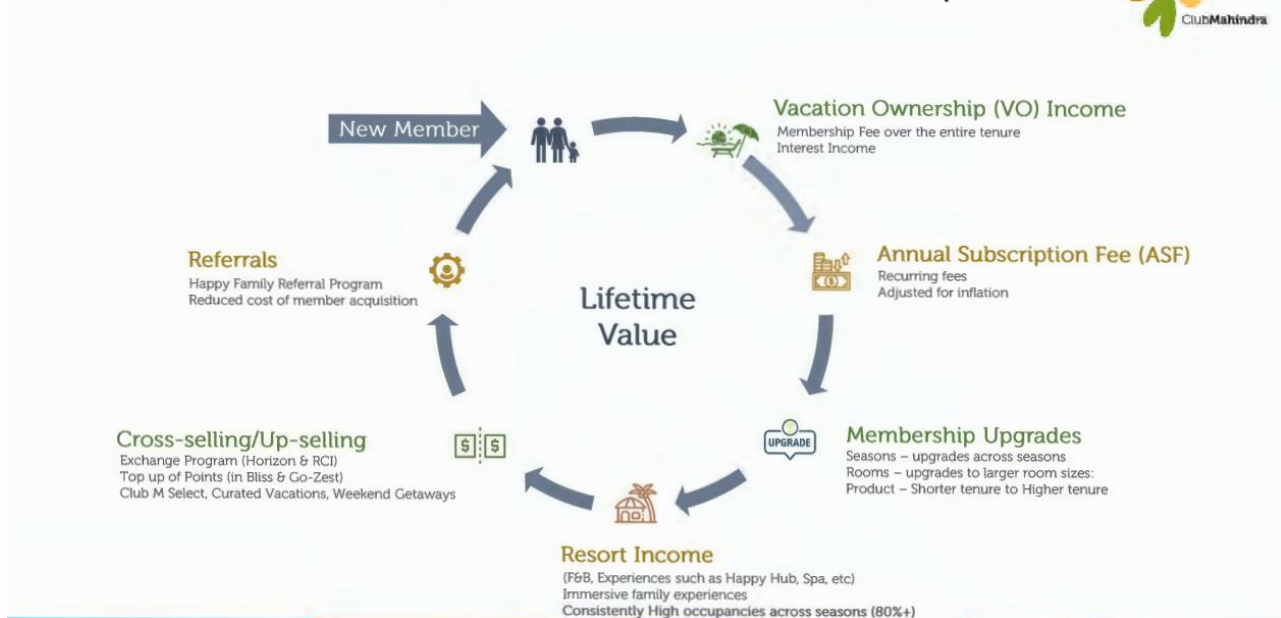 ClubMahindra
New Member
Vacation Ownership (VO) Income
Membership Fee over the entire tenure
Interest Income
Annual Subscription Fee (ASF)
Recurring fees
Adjusted for inflation
UPGRADE
Membership Upgrades
Seasons – upgrades across seasons
Rooms – upgrades to larger room sizes:
Product – Shorter tenure to Higher tenure
Resort Income
(F&B, Experiences such as Happy Hub, Spa, etc)
Immersive family experiences
Consistently High occupancies across seasons (80%+)
Cross-selling/Up-selling
Exchange Program (Horizon & RCI)
Top up of Points (in Bliss & Go-Zest)
Club M Select, Curated Vacations, Weekend Getaways
$ $
Referrals
Happy Family Referral Program
Reduced cost of member acquisition
Lifetime
Value